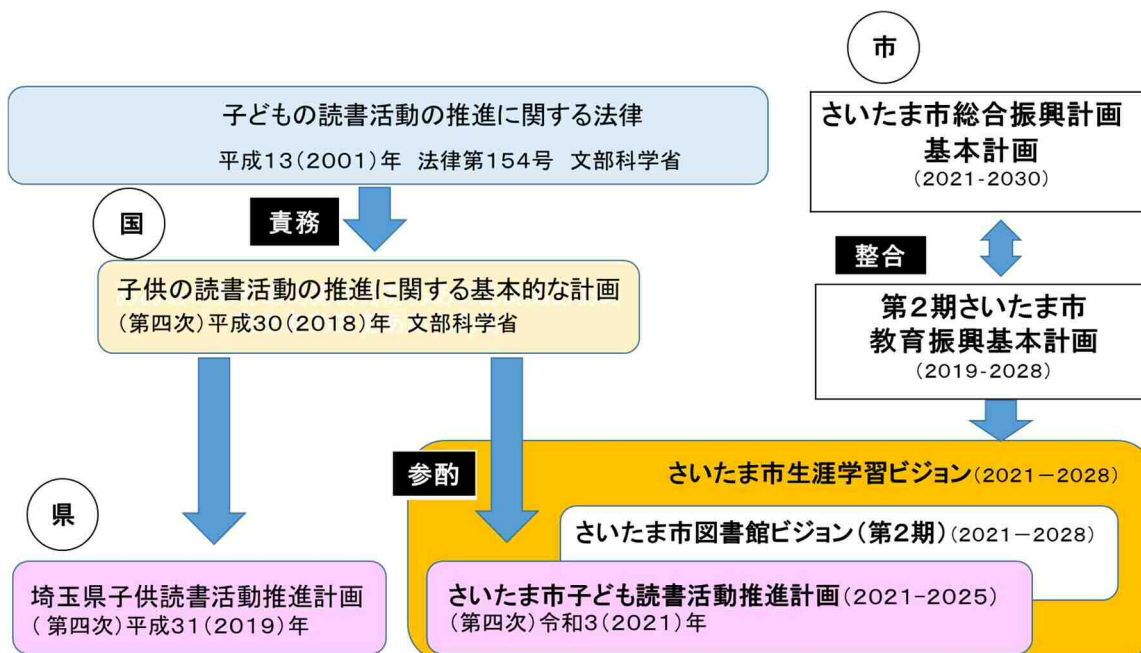 市
子どもの読書活動の推進に関する法律
平成13(2001)年 法律第154号 文部科学省
さいたま市総合振興計画
基本計画
(2021-2030)
国
責務
整合
子供の読書活動の推進に関する基本的な計画
(第四次)平成30(2018)年 文部科学省
第2期さいたま市
教育振興基本計画
(2019-2028)
参酌
さいたま市生涯学習ビジョン(2021-2028)
県
さいたま市図書館ビジョン(第2期)(2021-2028)
埼玉県子供読書活動推進計画
(第四次)平成31(2019)年
さいたま市子ども読書活動推進計画(2021-2025)
(第四次)令和3(2021)年